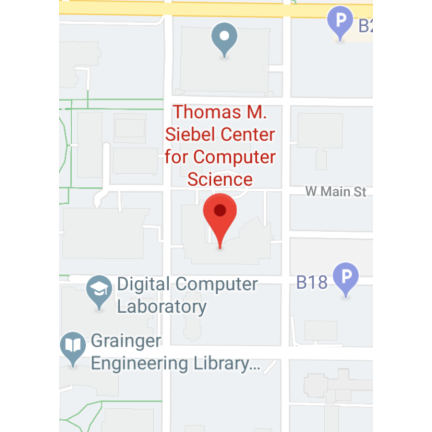 P B2
Thomas M.
Siebel Center
for Computer
Science
W Main St
B18 P
Digital Computer
Laboratory
Grainger
Engineering Library...